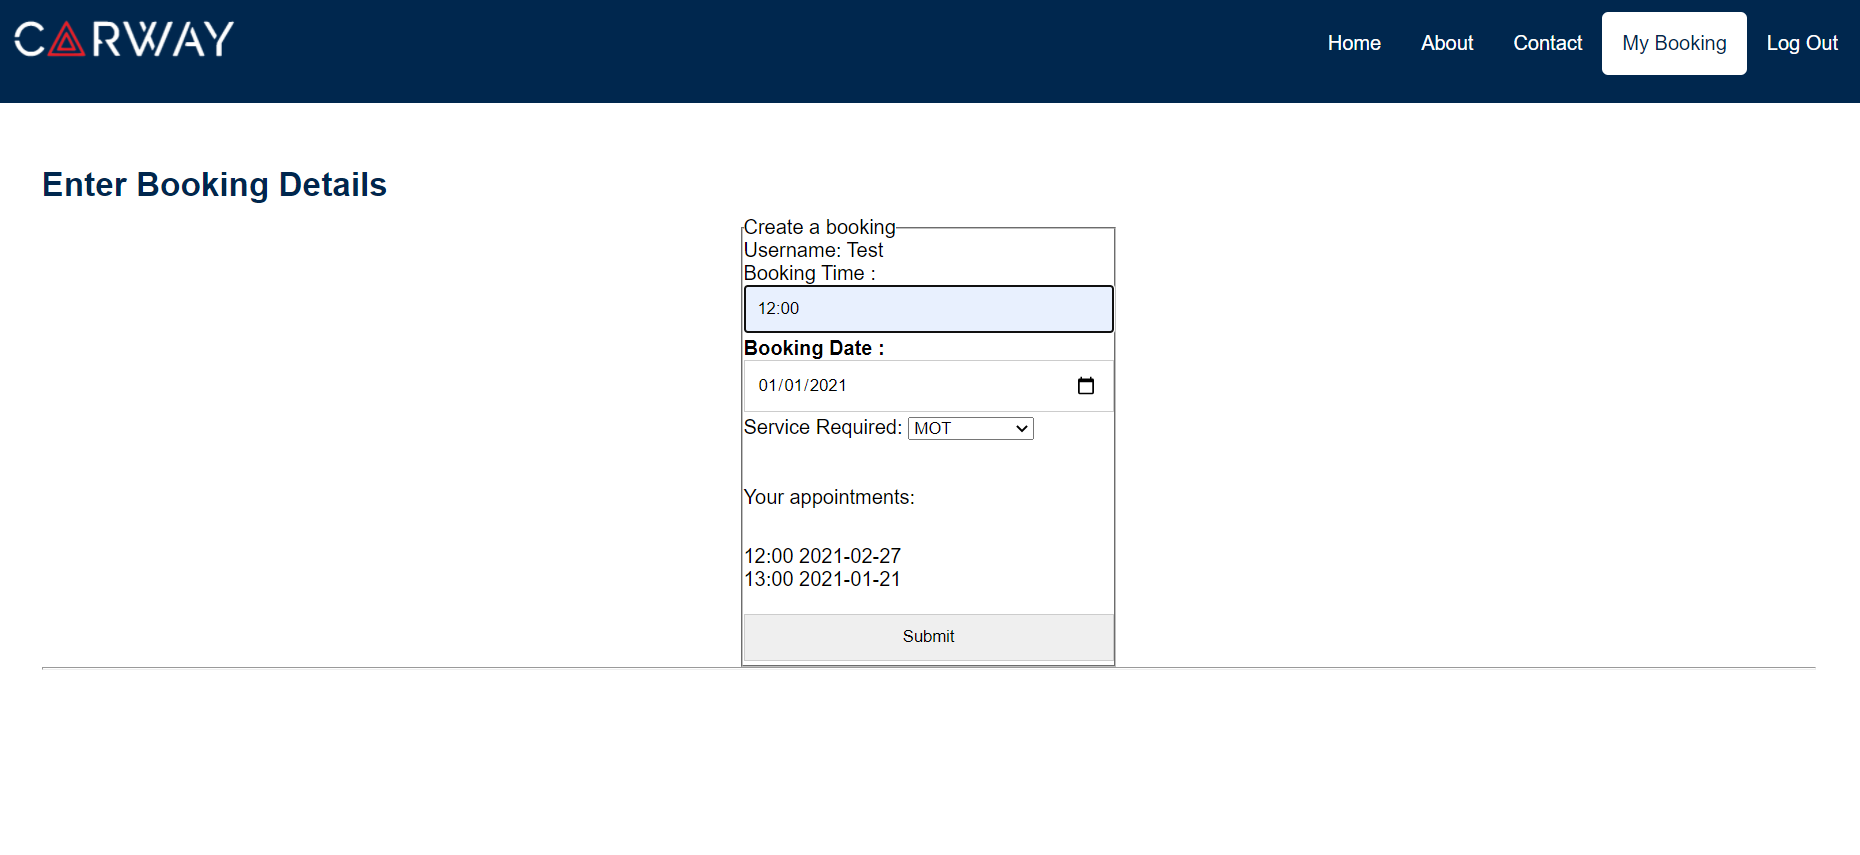 CARWAY
Home About Contact My Booking Log Out
Enter Booking Details
Create a booking
Username: Test
Booking Time :
12:00
Booking Date :
01/01/2021
Service Required: MOT
Your appointments:
12:00 2021-02-27
13:00 2021-01-21
Submit